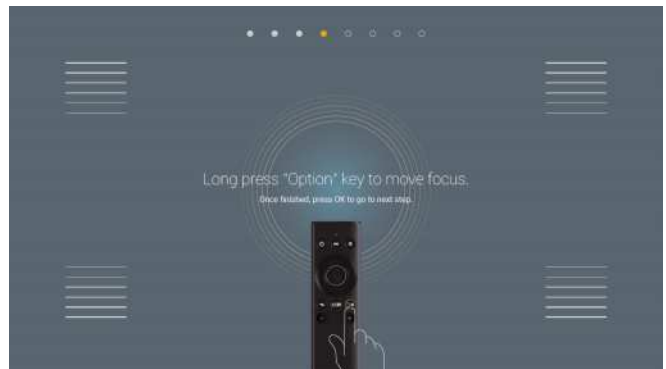 Long press "Option" key to move focus.
Once finished, press OK to go to next step.